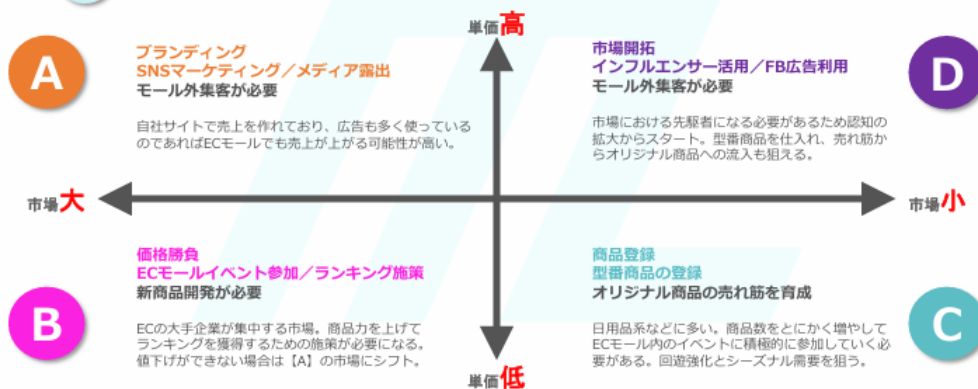 単価高
A
ブランディング
SNSマーケティング／メディア露出
モール外集客が必要
自社サイトで売上を作れており、広告も多く使っている
のであればECモールでも売上が上がる可能性が高い。
市場開拓
インフルエンサー活用／FB広告利用
モール外集客が必要
市場における先駆者になる必要があるため認知の
拡大からスタート。型番商品を仕入れ、売れ筋か
らオリジナル商品への流入も狙える。
D
市場大
市場小
B
価格勝負
ECモールイベント参加／ランキング施策
新商品開発が必要
ECの大手企業が集中する市場。商品力を上げて
ランキングを獲得するための施策が必要になる。
値下げができない場合は【A】の市場にシフト。
商品登録
型番商品の登録
オリジナル商品の売れ筋を育成
日用品系などに多い。商品数をとにかく増やして
ECモール内のイベントに積極的に参加していく必
要がある。回遊強化とシーズナル需要を狙う。
C
単価低